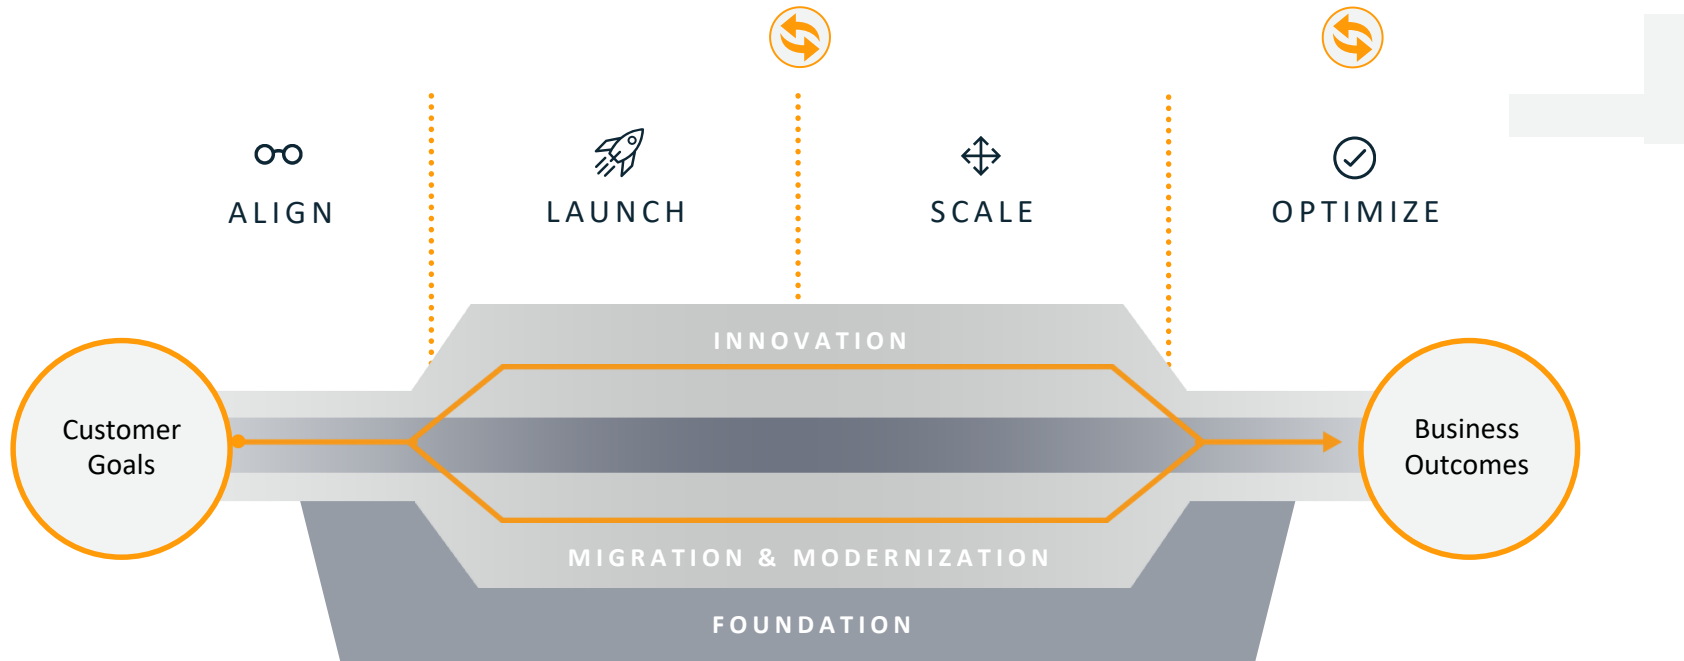 ALIGN
LAUNCH
SCALE
OPTIMIZE
INNOVATION
Customer
Goals
Business
Outcomes
MIGRATION & MODERNIZATION
FOUNDATION